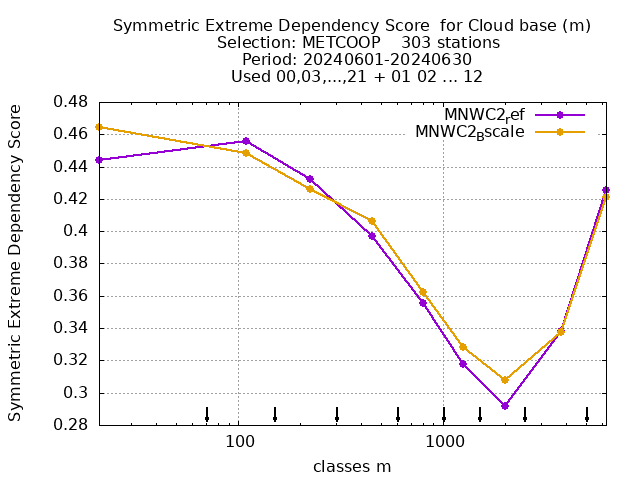 Symmetric Extreme Dependency Score  for Cloud base (m)
Selection: METCOOP    303 stations
Period: 20240601-20240630
Used 00,03,...,21 + 01 02 ... 12
MNWC2ref
MNWC2Bscale
0.48
0.46
0.44
0.42
0.4
0.38
0.36
0.34
0.32
0.3
0.28
Symmetric Extreme Dependency Score
100
1000
classes m